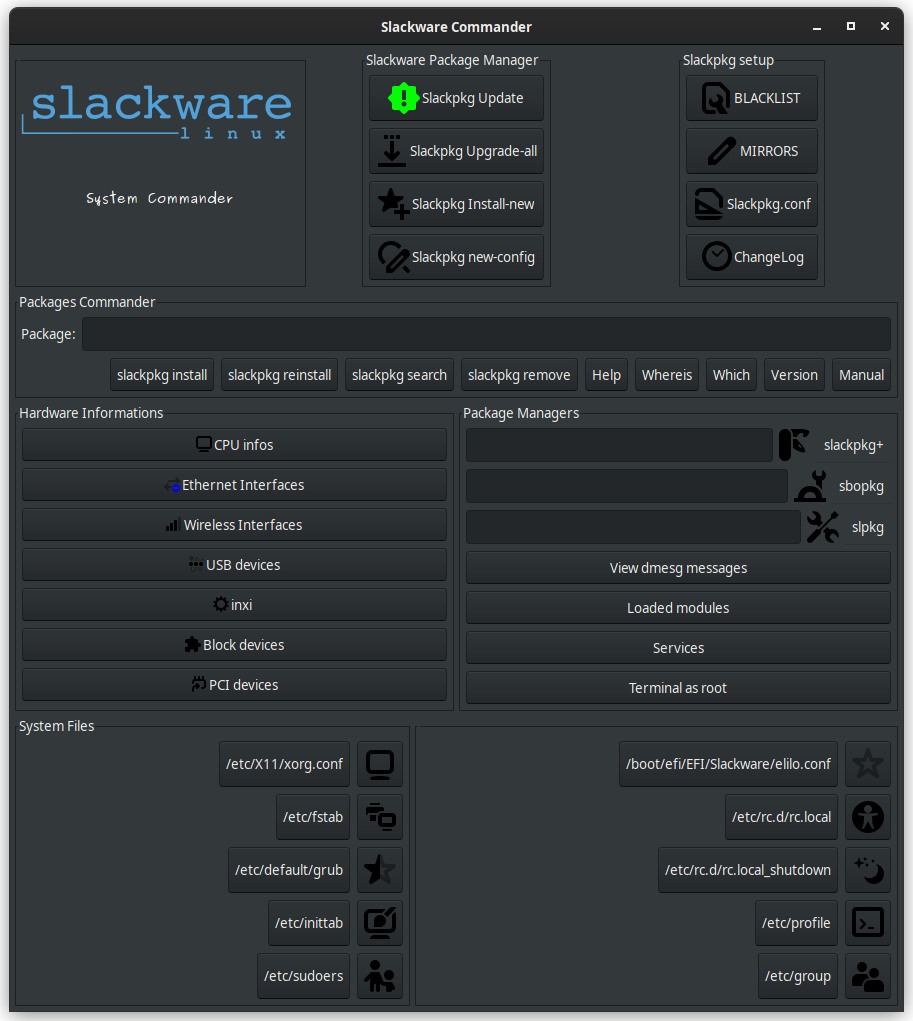 Slackware Commander
slackware
linux
System Commander
Slackware Package Manager
Slackpkg Update
Slackpkg Upgrade-all
Slackpkg Install-new
Slackpkg new-config
Slackpkg setup
BLACKLIST
MIRRORS
Slackpkg.conf
ChangeLog
Packages Commander
Package:
slackpkg install slackpkg reinstall slackpkg search slackpkg remove Help Whereis Which Version Manual
Hardware Informations
CPU infos
Ethernet Interfaces
Wireless Interfaces
USB devices
inxi
Block devices
PCI devices
Package Managers
slackpkg+
sbopkg
slpkg
View dmesg messages
Loaded modules
Services
Terminal as root
System Files
/etc/X11/xorg.conf
/etc/fstab
/etc/default/grub
/etc/inittab
/etc/sudoers
/boot/efi/EFI/Slackware/elilo.conf
/etc/rc.d/rc.local
/etc/rc.d/rc.local_shutdown
/etc/profile
/etc/group